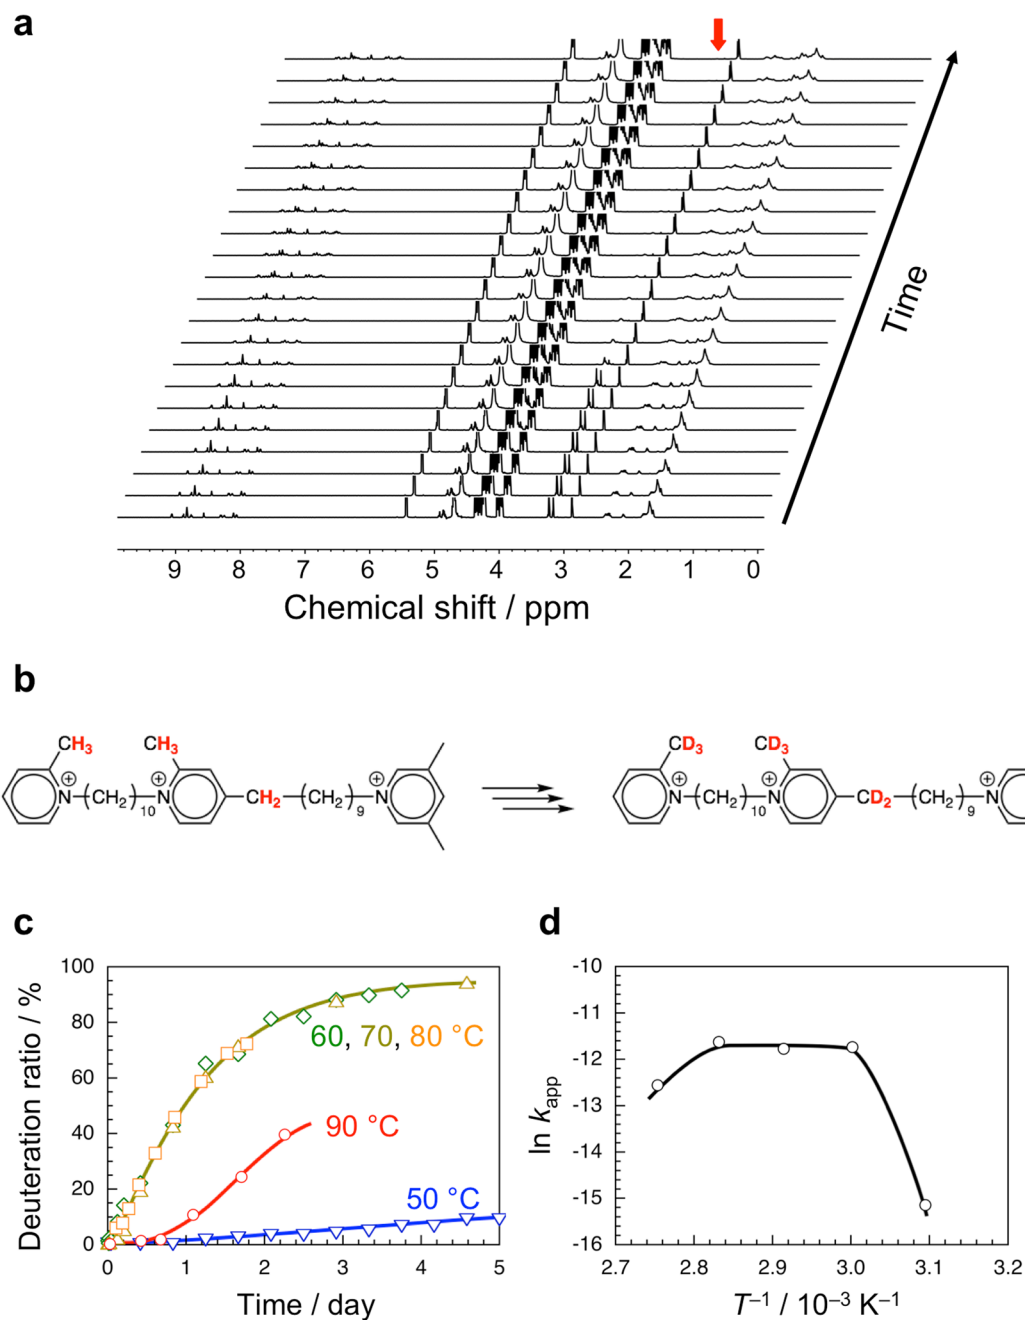 a
Time
9 8 7 6 5 4 3 2 1 0
Chemical shift / ppm
b
CH3 CH3 CD3 CD3
N (CH2)10 N CH2 (CH2)9 N N (CH2)10 N CD2 (CH2)9 N
c
100
80
60
40
20
0
0 1 2 3 4 5
Deuteration ratio / %
Time / day
60, 70, 80 °C
90 °C
50 °C
d
-10
-11
-12
-13
-14
-15
-16
2.7 2.8 2.9 3.0 3.1 3.2
ln kapp
T–1 / 10–3 K–1